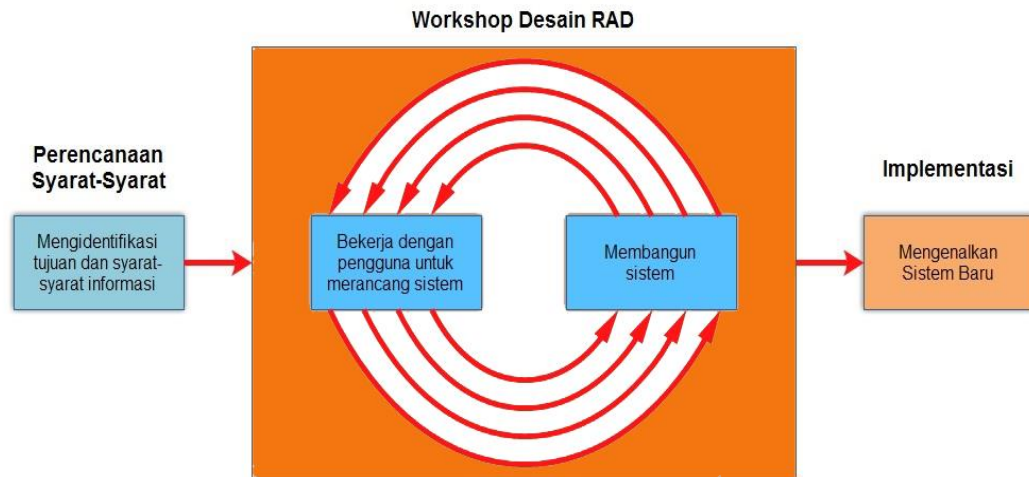 Workshop Desain RAD
Perencanaan
Syarat-Syarat
Mengidentifikasi
tujuan dan syarat-
syarat informasi
Bekerja dengan
pengguna untuk
merancang sistem
Membangun
sistem
Implementasi
Mengenalkan
Sistem Baru